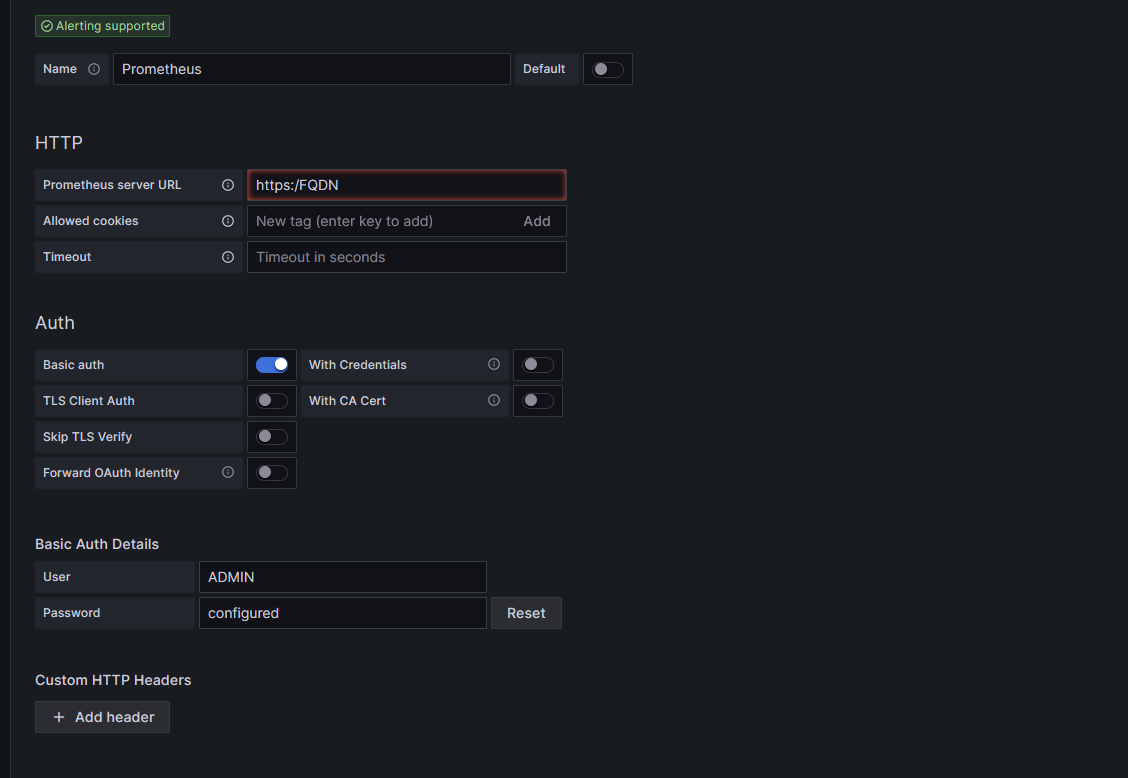 Alerting supported
Name Prometheus Default
HTTP
Prometheus server URL https:/FQDN
Allowed cookies New tag (enter key to add) Add
Timeout Timeout in seconds
Auth
Basic auth With Credentials
TLS Client Auth With CA Cert
Skip TLS Verify
Forward OAuth Identity
Basic Auth Details
User ADMIN
Password configured Reset
Custom HTTP Headers
+ Add header